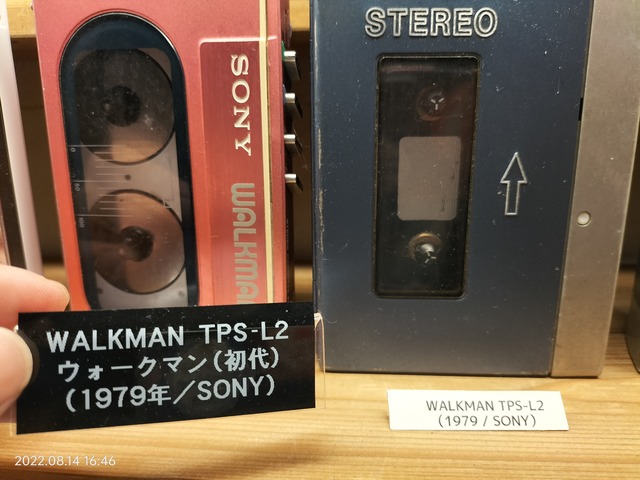 STEREO
SONY
WALKMAN
WALKMAN TPS-L2
ウォークマン(初代)
(1979年/SONY)
WALKMAN TPS-L2
(1979 / SONY)
2022.08.14 16:46